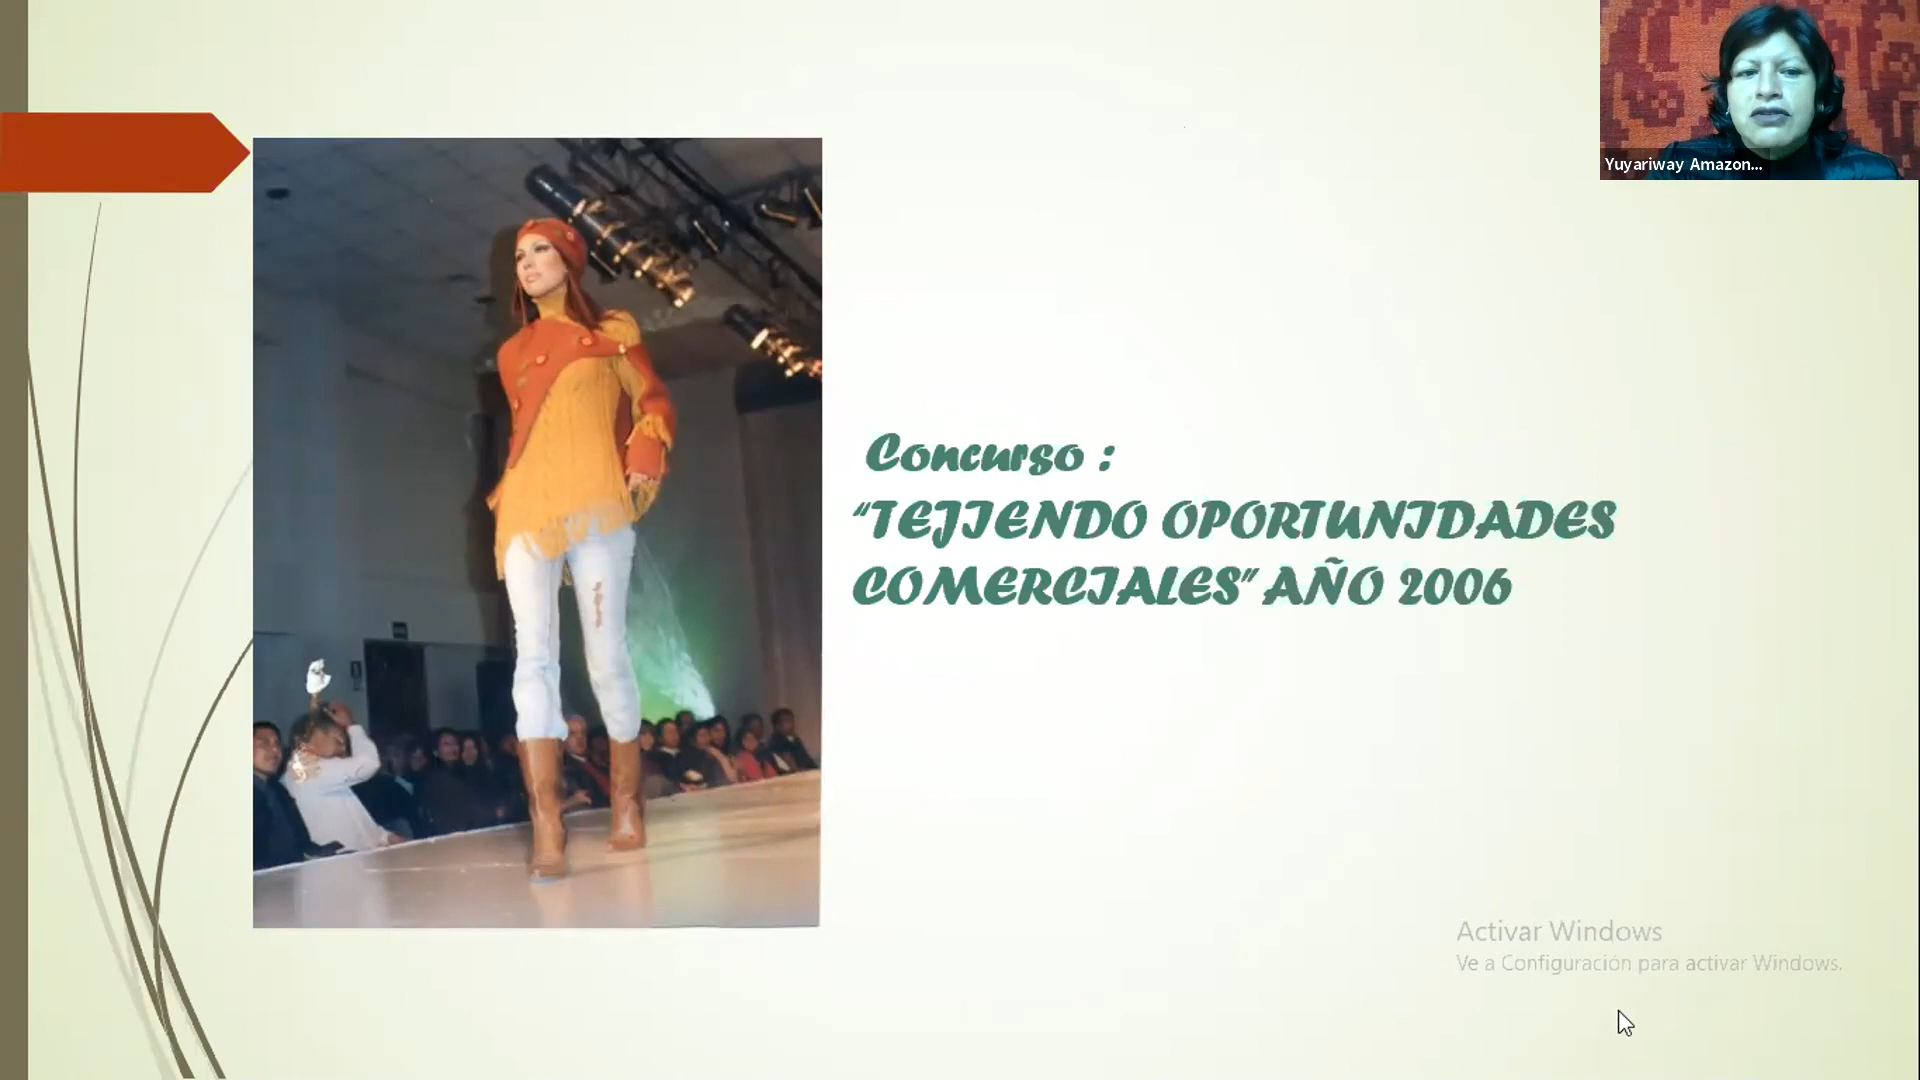 Yuyariway Amazon...
Concurso :
“TEJIENDO OPORTUNIDADES
COMERCIALES” AÑO 2006
Activar Windows
Ve a Configuración para activar Windows.